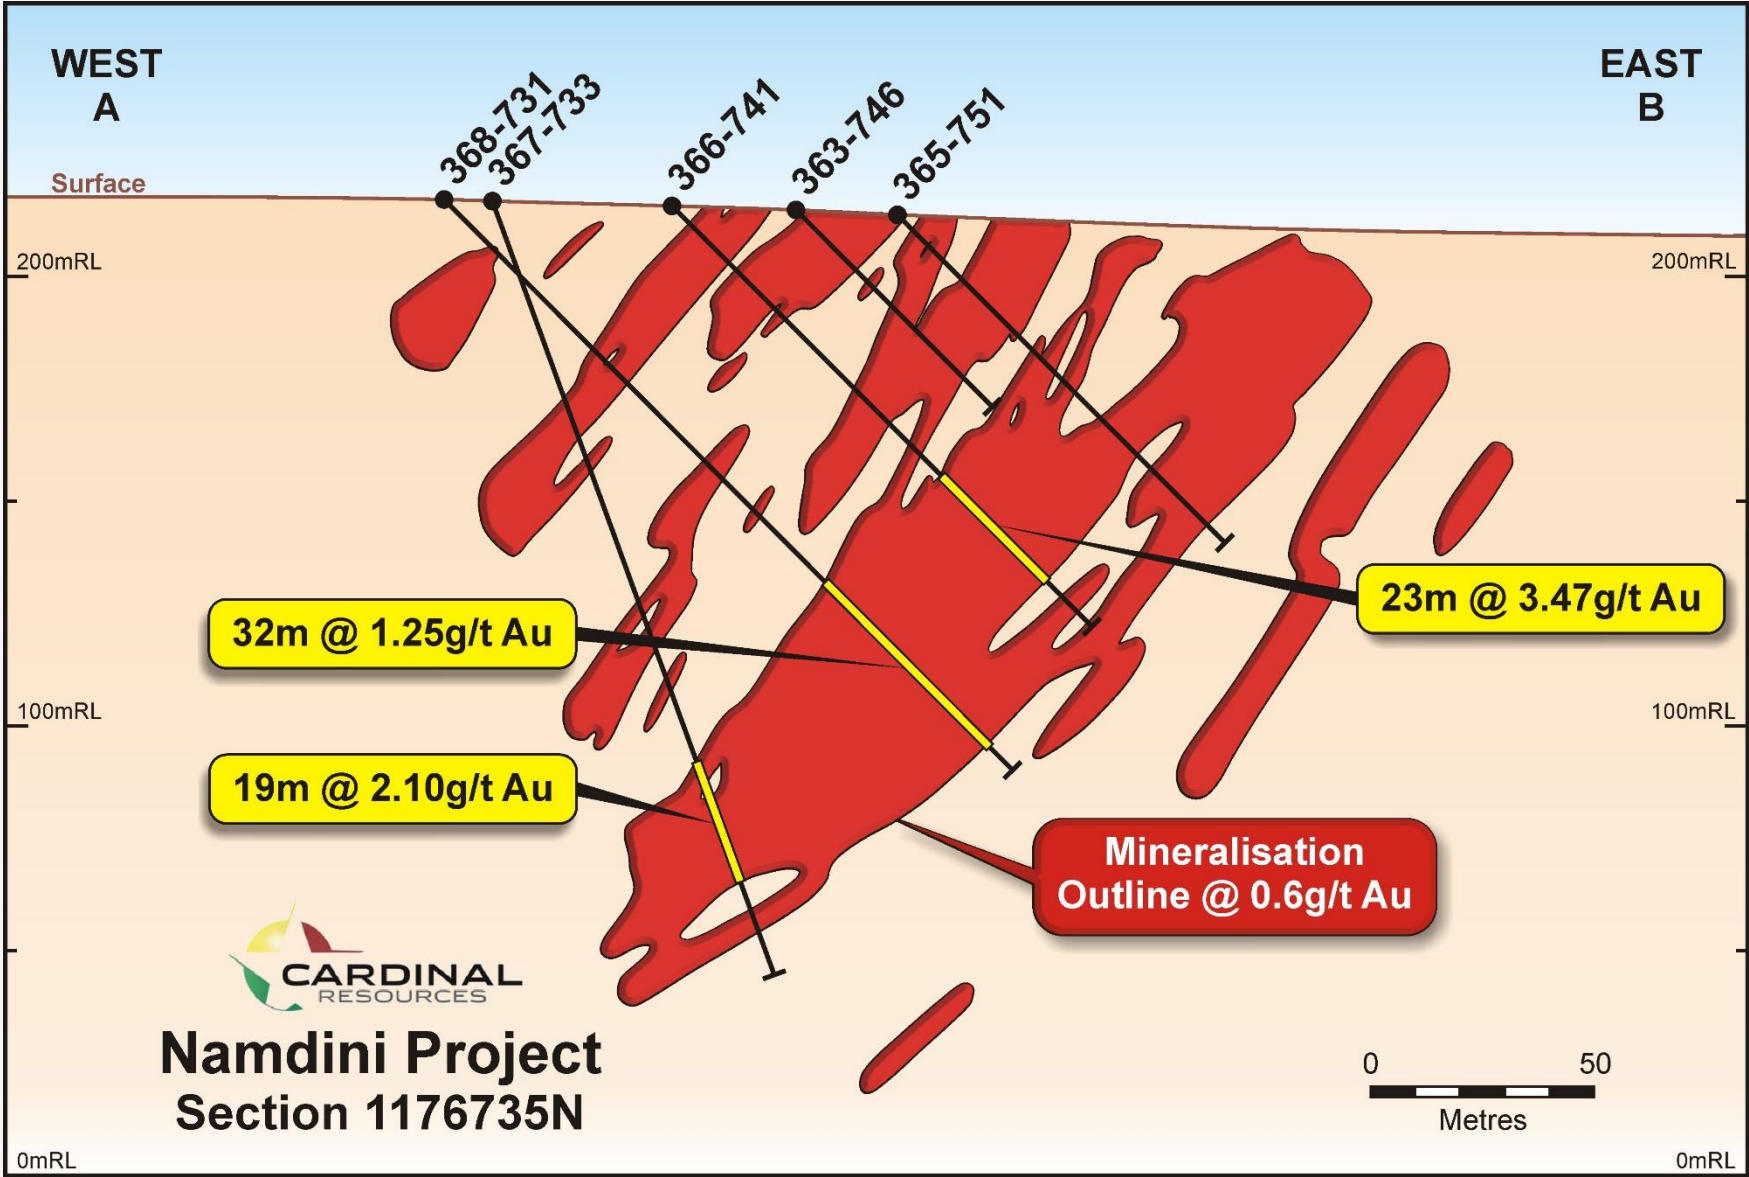 WEST
A
EAST
B
368-731
367-733
366-741
363-746
365-751
Surface
200mRL
200mRL
23m @ 3.47g/t Au
32m @ 1.25g/t Au
100mRL
100mRL
19m @ 2.10g/t Au
Mineralisation
Outline @ 0.6g/t Au
CARDINAL
RESOURCES
Namdini Project
Section 1176735N
0 50
Metres
0mRL
0mRL